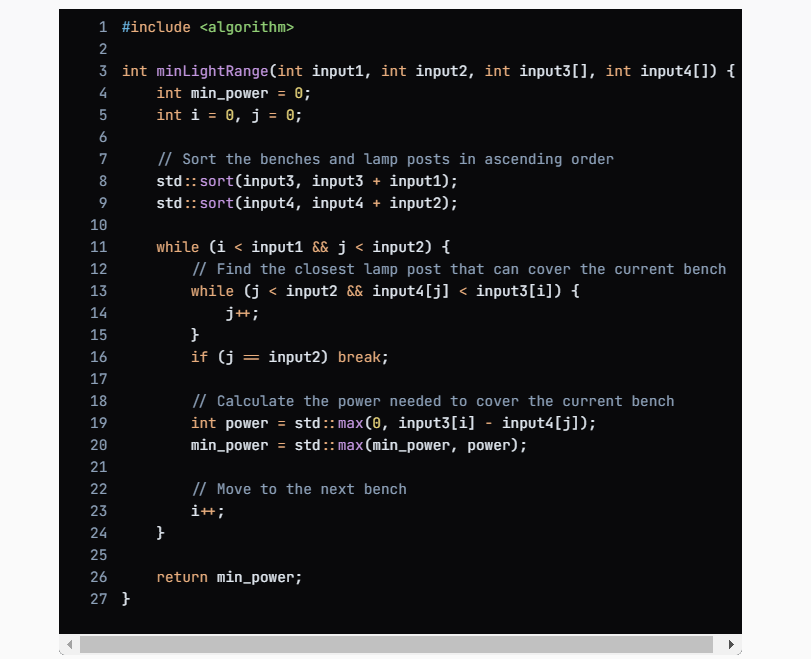 1 #include <algorithm>
2
3 int minLightRange(int input1, int input2, int input3[], int input4[]) {
4     int min_power = 0;
5     int i = 0, j = 0;
6
7     // Sort the benches and lamp posts in ascending order
8     std::sort(input3, input3 + input1);
9     std::sort(input4, input4 + input2);
10
11     while (i < input1 && j < input2) {
12         // Find the closest lamp post that can cover the current bench
13         while (j < input2 && input4[j] < input3[i]) {
14             j++;
15         }
16         if (j == input2) break;
17
18         // Calculate the power needed to cover the current bench
19         int power = std::max(0, input3[i] - input4[j]);
20         min_power = std::max(min_power, power);
21
22         // Move to the next bench
23         i++;
24     }
25
26     return min_power;
27 }